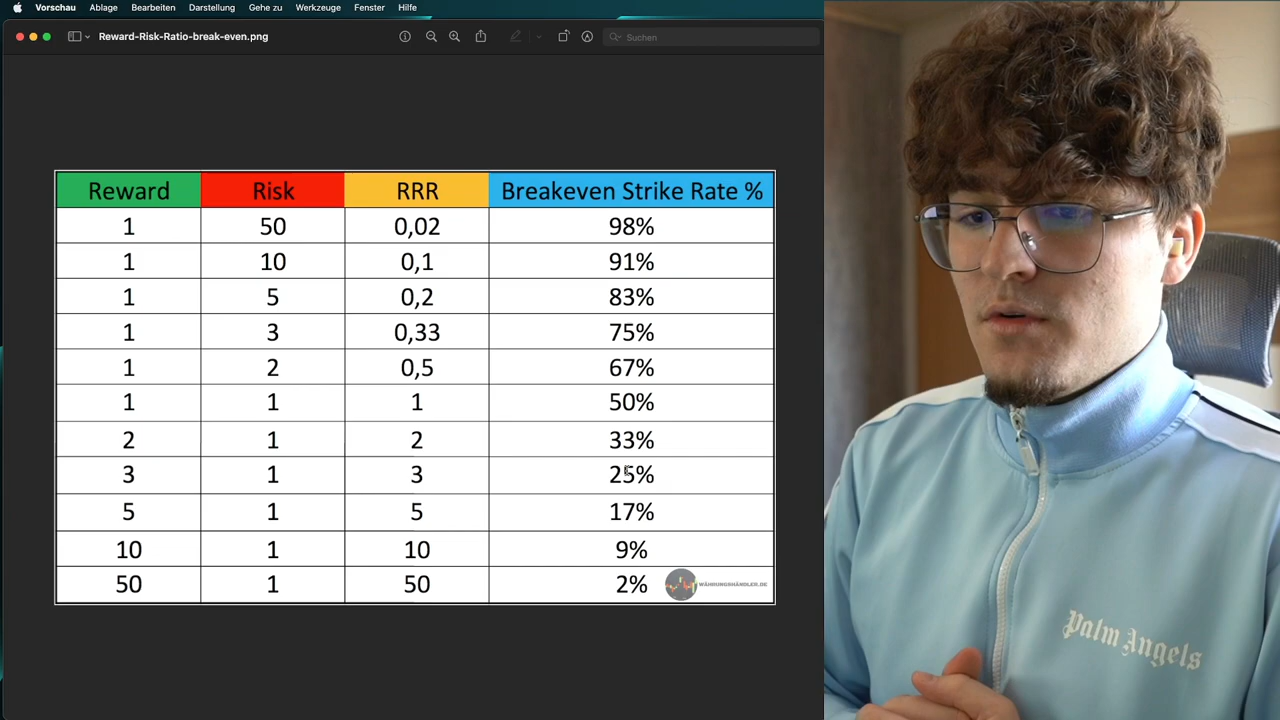 Vorschau Ablage Bearbeiten Darstellung Gehe zu Werkzeuge Fenster Hilfe
Reward-Risk-Ratio-break-even.png
Suchen
Reward Risk RRR Breakeven Strike Rate %
1 50 0,02 98%
1 10 0,1 91%
1 5 0,2 83%
1 3 0,33 75%
1 2 0,5 67%
1 1 1 50%
2 1 2 33%
3 1 3 25%
5 1 5 17%
10 1 10 9%
50 1 50 2%
WÄHRUNGSHÄNDLER.DE
Palm Angels